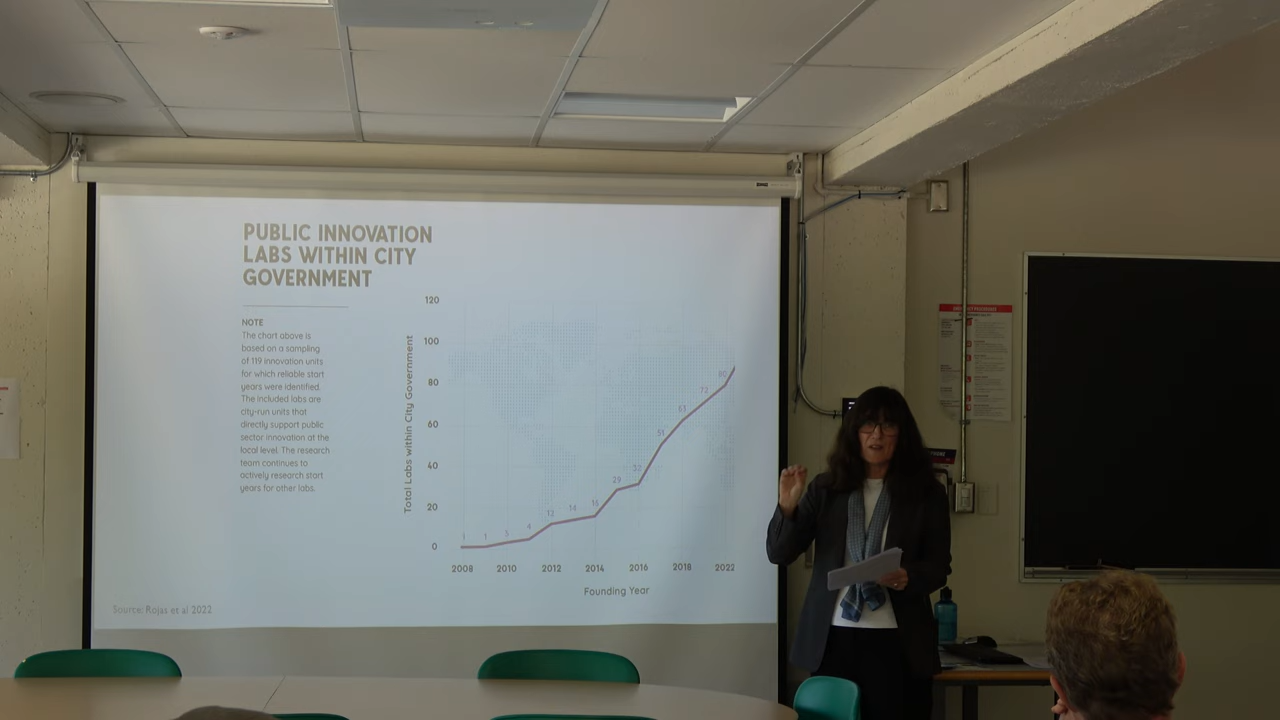 PUBLIC INNOVATION
LABS WITHIN CITY
GOVERNMENT
NOTE
The chart above is
based on a sampling
of 119 innovation units
for which reliable start
years were identified.
The included labs are
city-run units that
directly support public
sector innovation at the
local level. The research
team continues to
actively research start
years for other labs.
Total Labs within City Government
120
100
80
60
40
20
0
1
1
3
4
12
14
15
29
32
51
61
72
80
2008
2010
2012
2014
2016
2018
2022
Founding Year
Source: Rojas et al 2022